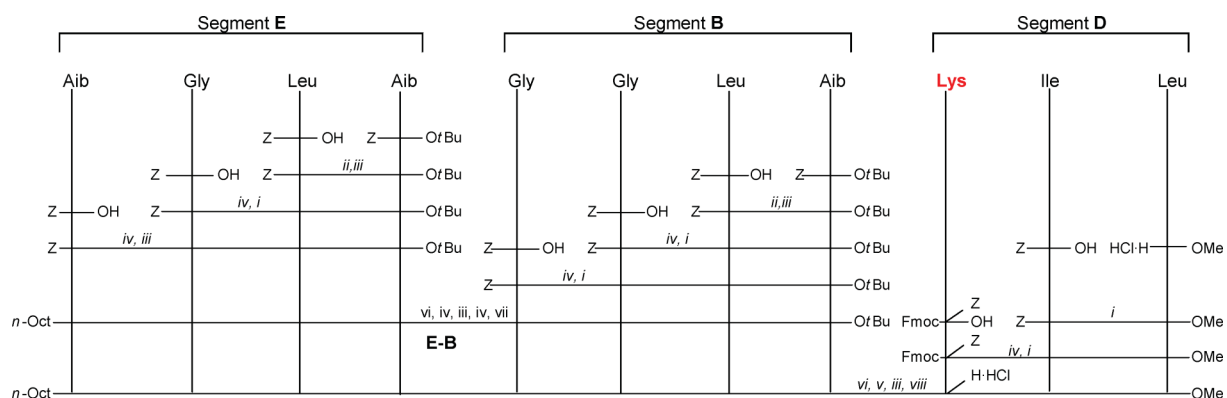 Segment E Segment B Segment D
Aib Gly Leu Aib Gly Gly Leu Aib Lys Ile Leu
Z OH Z OtBu
Z OH Z ii,iii OtBu Z OH Z OtBu
Z OH Z iv, i OtBu Z OH Z ii,iii OtBu
Z iv, iii OtBu Z OH Z iv, i OtBu Z OH HCl·H OMe
Z iv, i OtBu
n-Oct vi, iv, iii, iv, vii OtBu Fmoc Z OH Z i OMe
E-B
Fmoc Z iv, i OMe
n-Oct vi, v, iii, viii H·HCl OMe